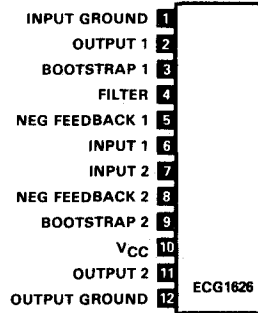 INPUT GROUND 1
OUTPUT 1 2
BOOTSTRAP 1 3
FILTER 4
NEG FEEDBACK 1 5
INPUT 1 6
INPUT 2 7
NEG FEEDBACK 2 8
BOOTSTRAP 2 9
VCC 10
OUTPUT 2 11
OUTPUT GROUND 12
ECG1626